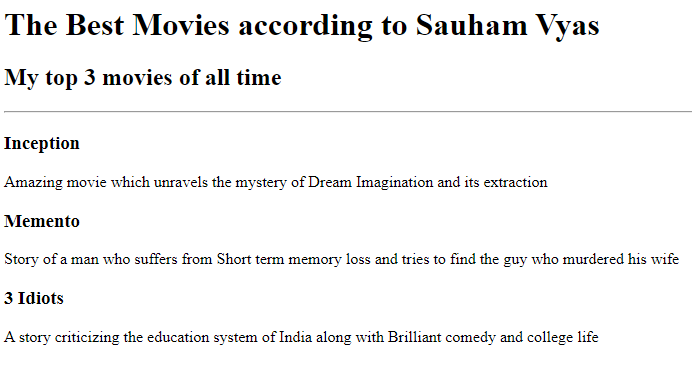 The Best Movies according to Sauham Vyas
My top 3 movies of all time
Inception
Amazing movie which unravels the mystery of Dream Imagination and its extraction
Memento
Story of a man who suffers from Short term memory loss and tries to find the guy who murdered his wife
3 Idiots
A story criticizing the education system of India along with Brilliant comedy and college life